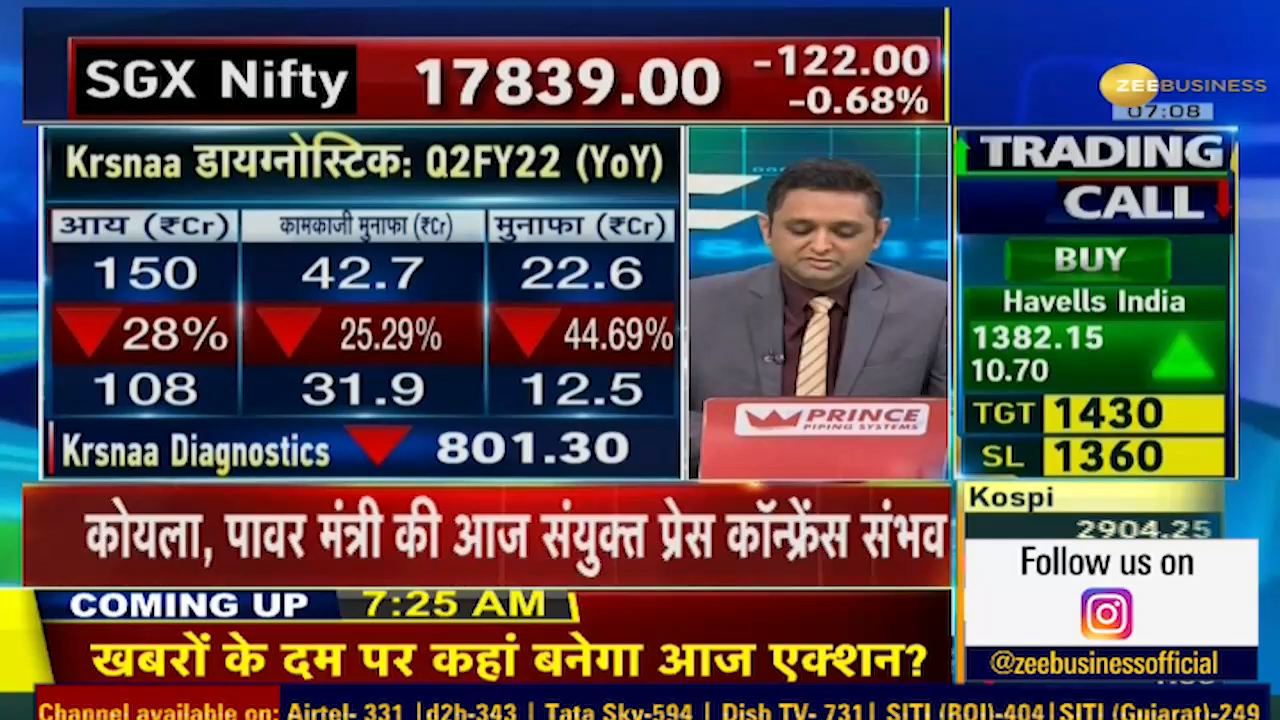 SGX Nifty 17839.00 -122.00
-0.68%
ZEEBUSINESS
07:08
Krsnaa डायग्नोस्टिक: Q2FY22 (YoY)
आय (₹Cr) कामकाजी मुनाफा (₹Cr) मुनाफा (₹Cr)
150 42.7 22.6
28% 25.29% 44.69%
108 31.9 12.5
Krsnaa Diagnostics 801.30
PRINCE
PIPING SYSTEMS
TRADING
CALL
BUY
Havells India
1382.15
10.70
TGT 1430
SL 1360
Kospi
2904.25
Follow us on
@zeebusinessofficial
कोयला, पावर मंत्री की आज संयुक्त प्रेस कॉन्फ्रेंस संभव
COMING UP 7:25 AM
खबरों के दम पर कहां बनेगा आज एक्शन?
Channel available on: Airtel- 331 | d2h-343 | Tata Sky-594 | Dish TV- 731| SITI (ROI)-404|SITI (Gujarat)-249